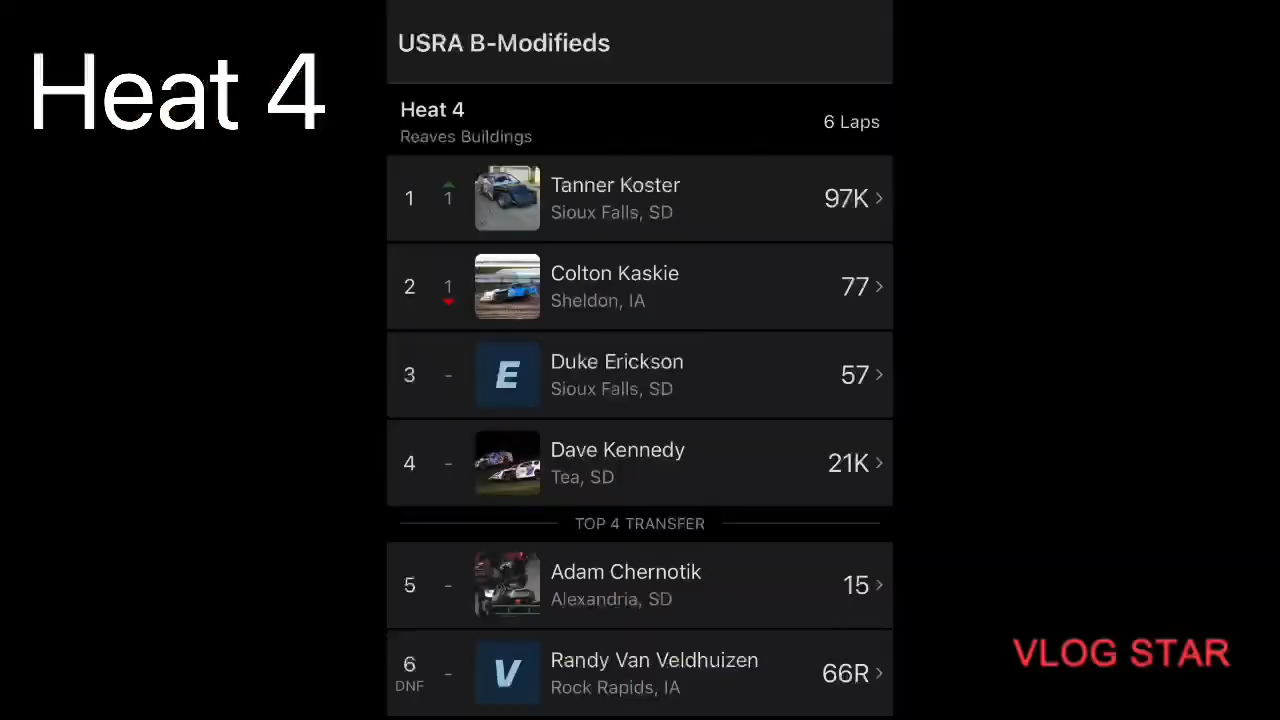 Heat 4
USRA B-Modifieds
Heat 4
Reaves Buildings
6 Laps
1 1 Tanner Koster 97K
Sioux Falls, SD
2 1 Colton Kaskie 77
Sheldon, IA
3 - E Duke Erickson 57
Sioux Falls, SD
4 - Dave Kennedy 21K
Tea, SD
TOP 4 TRANSFER
5 - Adam Chernotik 15
Alexandria, SD
6 - V Randy Van Veldhuizen 66R
DNF Rock Rapids, IA
VLOG STAR